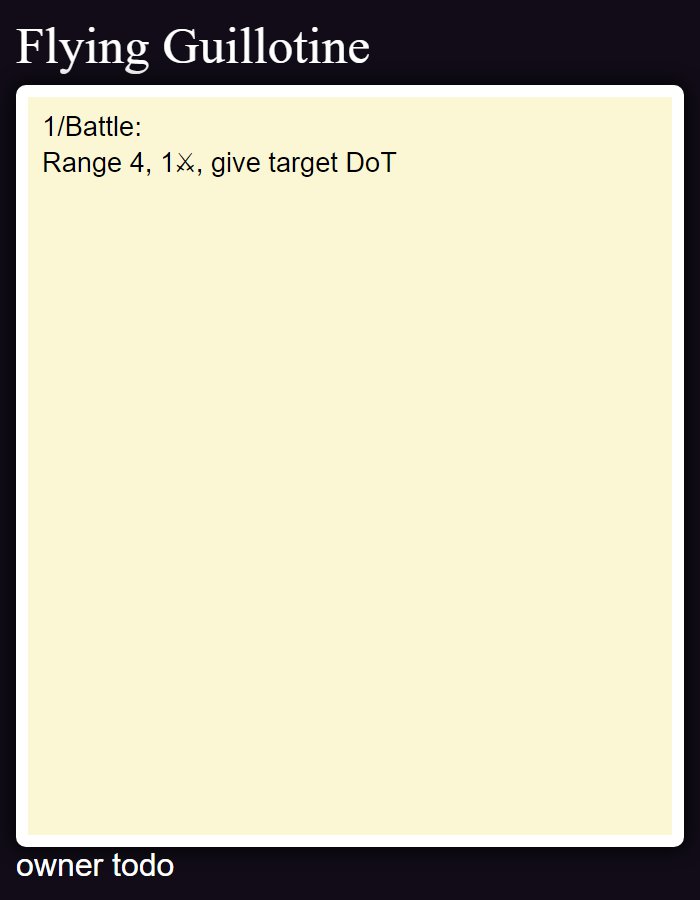 Flying Guillotine
1/Battle:
Range 4, 1⚔, give target DoT
owner todo